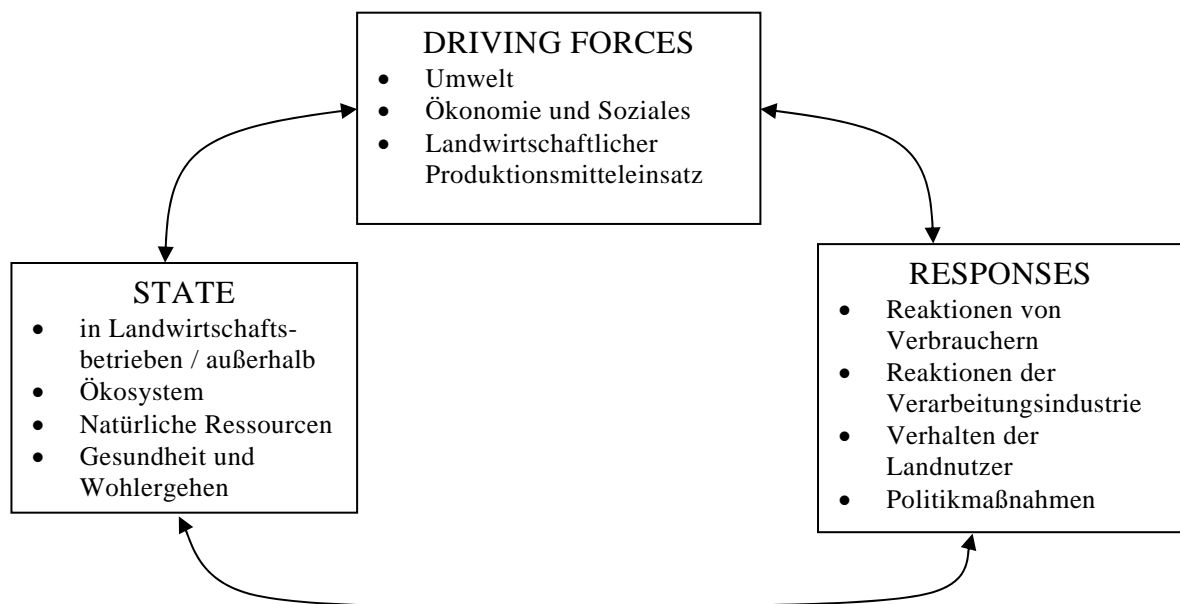 DRIVING FORCES
• Umwelt
• Ökonomie und Soziales
• Landwirtschaftlicher
Produktionsmitteleinsatz
STATE
• in Landwirtschafts-
betrieben / außerhalb
• Ökosystem
• Natürliche Ressourcen
• Gesundheit und
Wohlergehen
RESPONSES
• Reaktionen von
Verbrauchern
• Reaktionen der
Verarbeitungsindustrie
• Verhalten der
Landnutzer
• Politikmaßnahmen